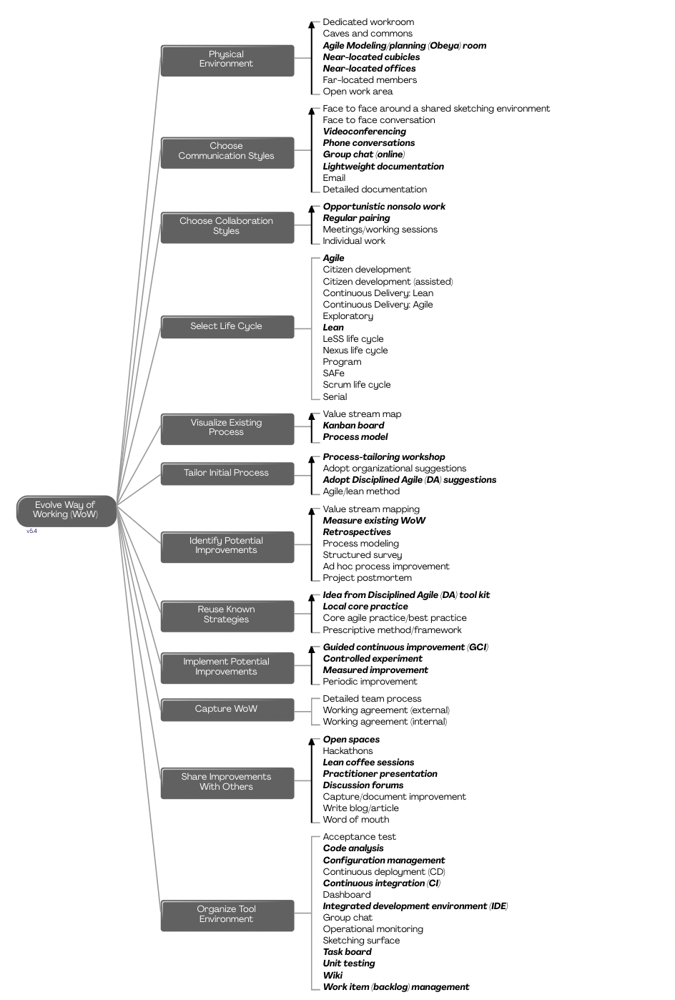 Evolve Way of
Working (WoW)
v5.4
Physical
Environment
Dedicated workroom
Caves and commons
Agile Modeling/planning (Obeya) room
Near-located cubicles
Near-located offices
Far-located members
Open work area
Choose
Communication Styles
Face to face around a shared sketching environment
Face to face conversation
Videoconferencing
Phone conversations
Group chat (online)
Lightweight documentation
Email
Detailed documentation
Choose Collaboration
Styles
Opportunistic nonsolo work
Regular pairing
Meetings/working sessions
Individual work
Select Life Cycle
Agile
Citizen development
Citizen development (assisted)
Continuous Delivery: Lean
Continuous Delivery: Agile
Exploratory
Lean
LeSS life cycle
Nexus life cycle
Program
SAFe
Scrum life cycle
Serial
Visualize Existing
Process
Value stream map
Kanban board
Process model
Tailor Initial Process
Process-tailoring workshop
Adopt organizational suggestions
Adopt Disciplined Agile (DA) suggestions
Agile/lean method
Identify Potential
Improvements
Value stream mapping
Measure existing WoW
Retrospectives
Process modeling
Structured survey
Ad hoc process improvement
Project postmortem
Reuse Known
Strategies
Idea from Disciplined Agile (DA) tool kit
Local core practice
Core agile practice/best practice
Prescriptive method/framework
Implement Potential
Improvements
Guided continuous improvement (GCI)
Controlled experiment
Measured improvement
Periodic improvement
Capture WoW
Detailed team process
Working agreement (external)
Working agreement (internal)
Share Improvements
With Others
Open spaces
Hackathons
Lean coffee sessions
Practitioner presentation
Discussion forums
Capture/document improvement
Write blog/article
Word of mouth
Organize Tool
Environment
Acceptance test
Code analysis
Configuration management
Continuous deployment (CD)
Continuous integration (CI)
Dashboard
Integrated development environment (IDE)
Group chat
Operational monitoring
Sketching surface
Task board
Unit testing
Wiki
Work item (backlog) management